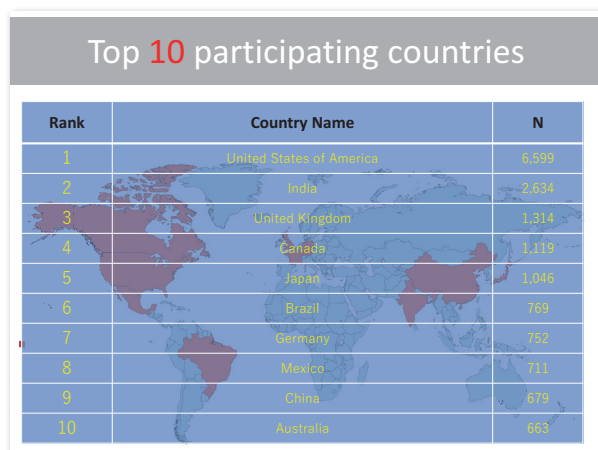 Top 10 participating countries
Rank Country Name N
1 United States of America 6,599
2 India 2,634
3 United Kingdom 1,314
4 Canada 1,119
5 Japan 1,046
6 Brazil 769
7 Germany 752
8 Mexico 711
9 China 679
10 Australia 663